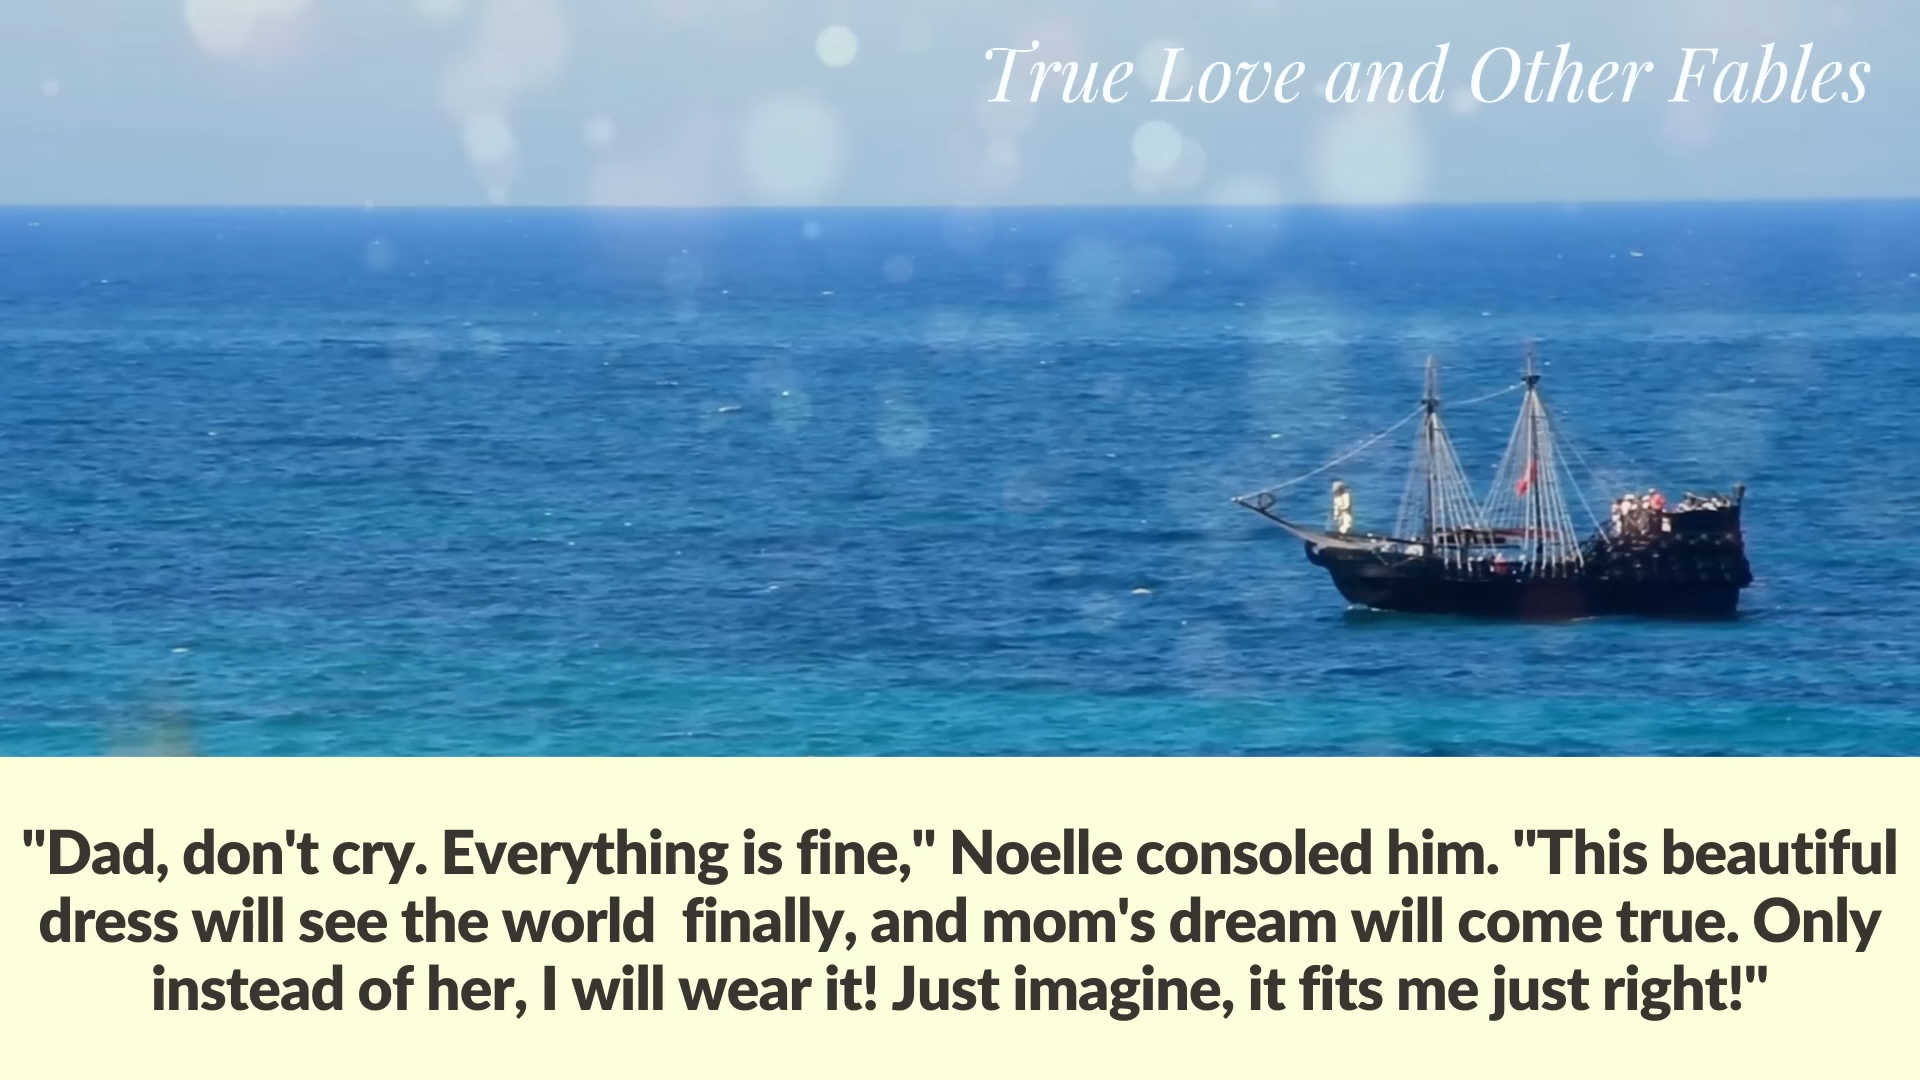 True Love and Other Fables
"Dad, don't cry. Everything is fine," Noelle consoled him. "This beautiful
dress will see the world  finally, and mom's dream will come true. Only
instead of her, I will wear it! Just imagine, it fits me just right!"